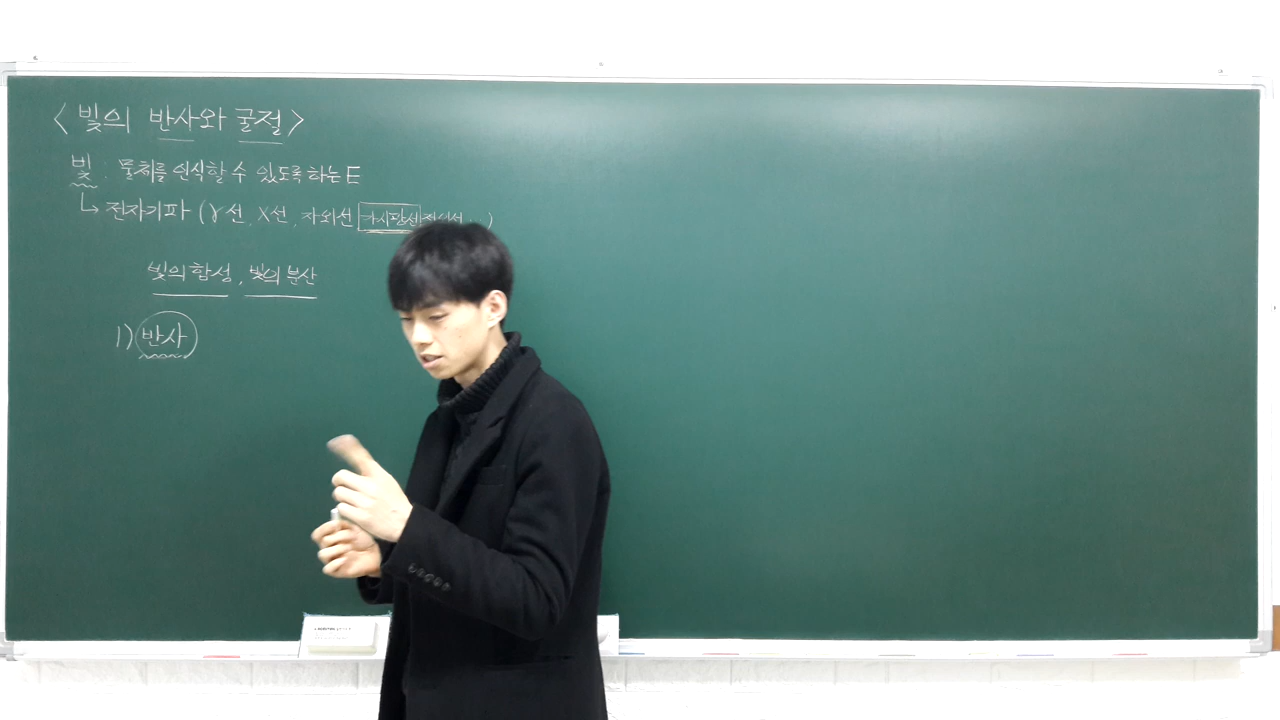 <빛의 반사와 굴절>
빛 : 물체를 인식할 수 있도록 하는 E
↳ 전자기파 (γ선, X선, 자외선 가시광선 적외선 ...)
빛의 합성, 빛의 분산
1) 반사